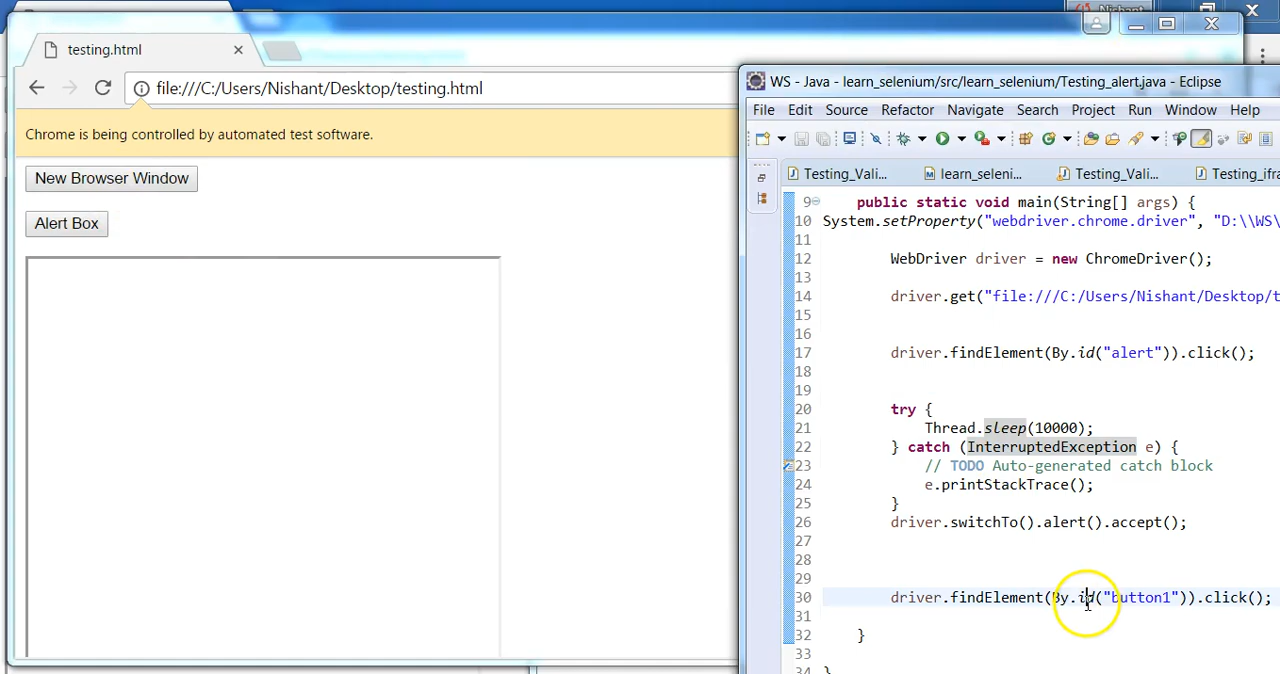 Nishant
testing.html
file:///C:/Users/Nishant/Desktop/testing.html
Chrome is being controlled by automated test software.
New Browser Window
Alert Box
WS - Java - learn_selenium/src/learn_selenium/Testing_alert.java - Eclipse
File Edit Source Refactor Navigate Search Project Run Window Help
Testing_Vali... learn_seleni... Testing_Vali... Testing_ifra
9 public static void main(String[] args) {
10 System.setProperty("webdriver.chrome.driver", "D:\\WS\
11
12 WebDriver driver = new ChromeDriver();
13
14 driver.get("file:///C:/Users/Nishant/Desktop/t
15
16
17 driver.findElement(By.id("alert")).click();
18
19
20 try {
21 Thread.sleep(10000);
22 } catch (InterruptedException e) {
23 // TODO Auto-generated catch block
24 e.printStackTrace();
25 }
26 driver.switchTo().alert().accept();
27
28
29
30 driver.findElement(By.id("button1")).click();
31
32 }
33
34 }